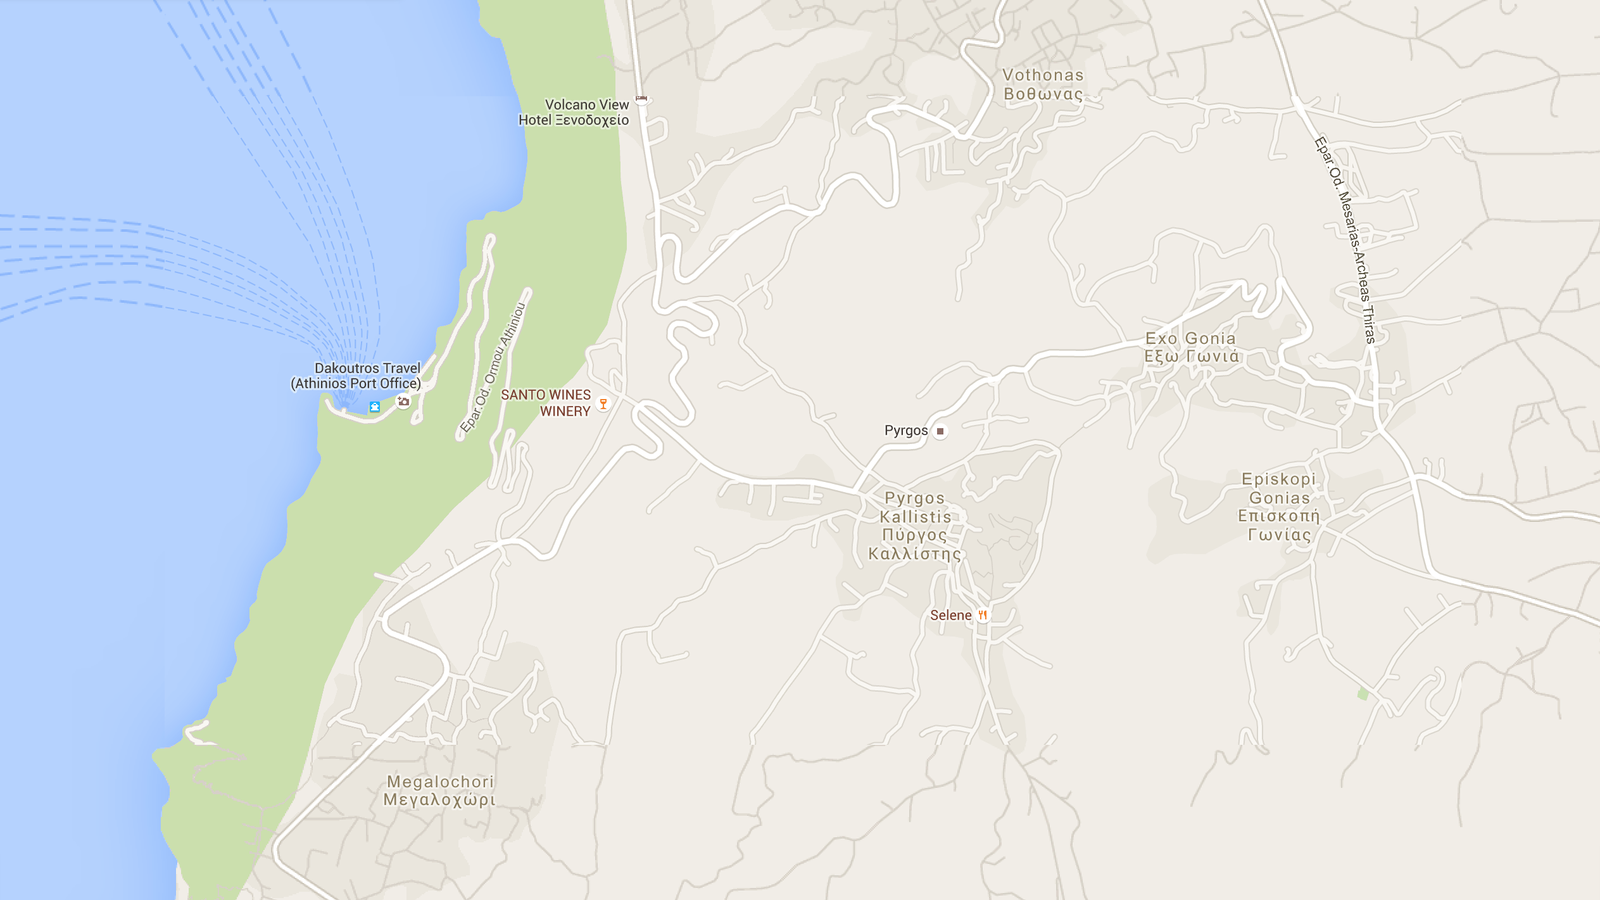 Vothonas
Βοθωνας
Volcano View
Hotel Ξενοδοχείο
Epar.Od. Mesarias-Archeas Thiras
Epar.Od. Ormou Athiniou
Exo Gonia
Εξω Γωνιά
Dakoutros Travel
(Athinios Port Office)
SANTO WINES
WINERY
Pyrgos
Pyrgos
Kallistis
Πύργος
Καλλίστης
Episkopi
Gonias
Επισκοπή
Γωνίας
Selene
Megalochori
Μεγαλοχώρι